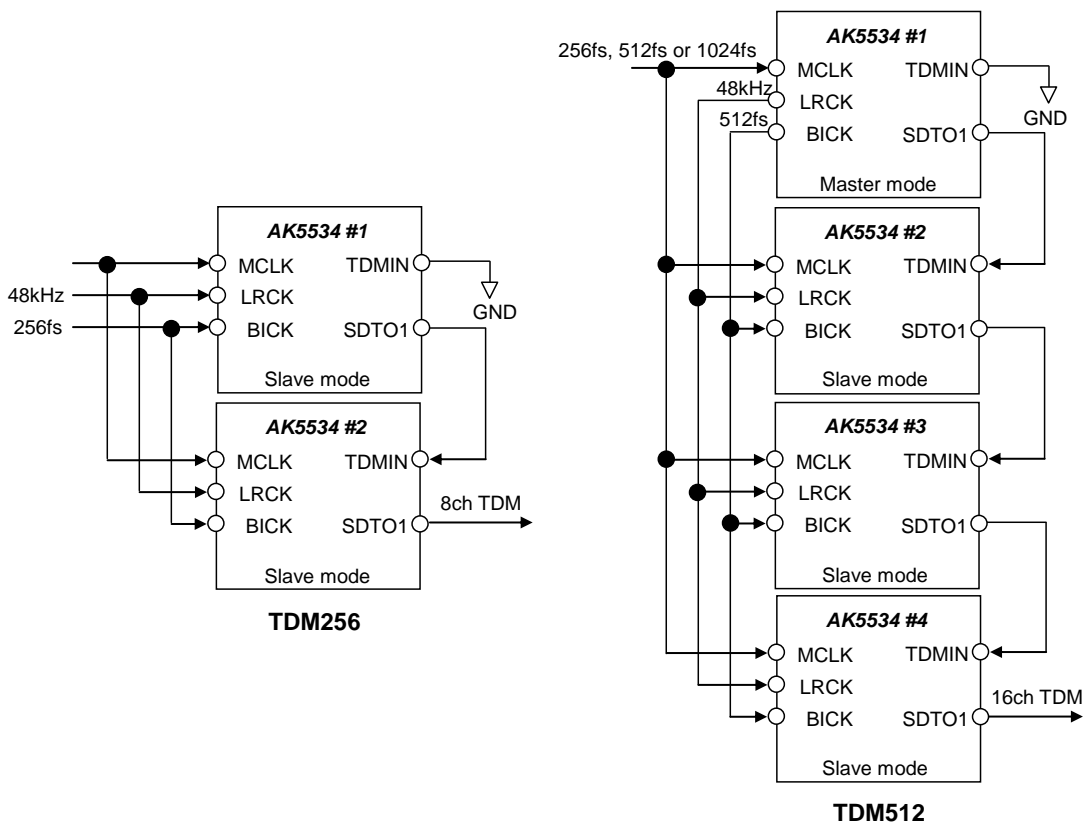 AK5534 #1
MCLK TDMIN
48kHz LRCK
GND
256fs BICK SDTO1
Slave mode
AK5534 #2
MCLK TDMIN
LRCK
8ch TDM
BICK SDTO1
Slave mode
TDM256
AK5534 #1
256fs, 512fs or 1024fs
MCLK TDMIN
48kHz
LRCK
GND
512fs
BICK SDTO1
Master mode
AK5534 #2
MCLK TDMIN
LRCK
BICK SDTO1
Slave mode
AK5534 #3
MCLK TDMIN
LRCK
BICK SDTO1
Slave mode
AK5534 #4
MCLK TDMIN
LRCK
16ch TDM
BICK SDTO1
Slave mode
TDM512